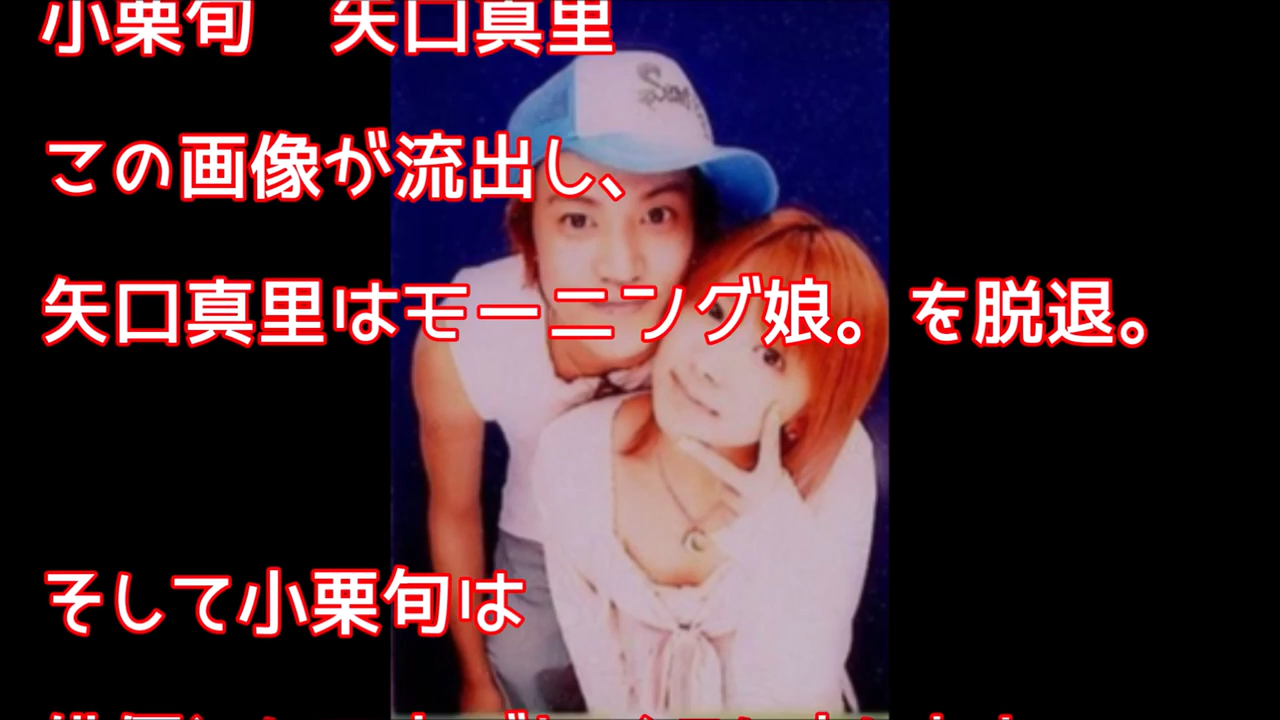 小栗旬　矢口真里
この画像が流出し、
矢口真里はモーニング娘。を脱退。
そして小栗旬は